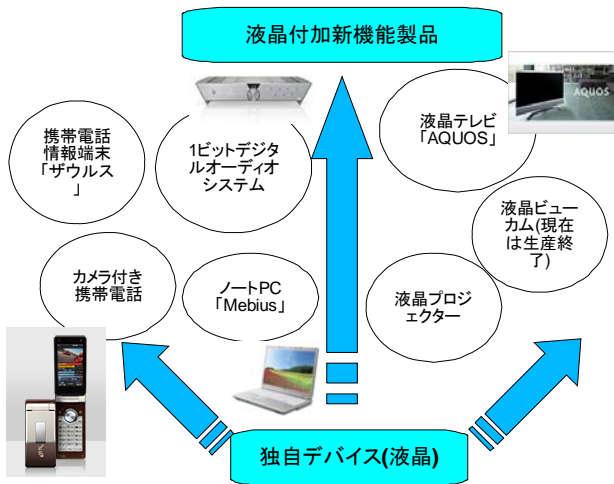 液晶付加新機能製品
AQUOS
携帯電話
情報端末
「ザウルス
」
1ビットデジタ
ルオーディオ
システム
液晶テレビ
「AQUOS」
液晶ビュー
カム(現在
は生産終
了)
カメラ付き
携帯電話
ノートPC
「Mebius」
液晶プロジ
ェクター
独自デバイス(液晶)